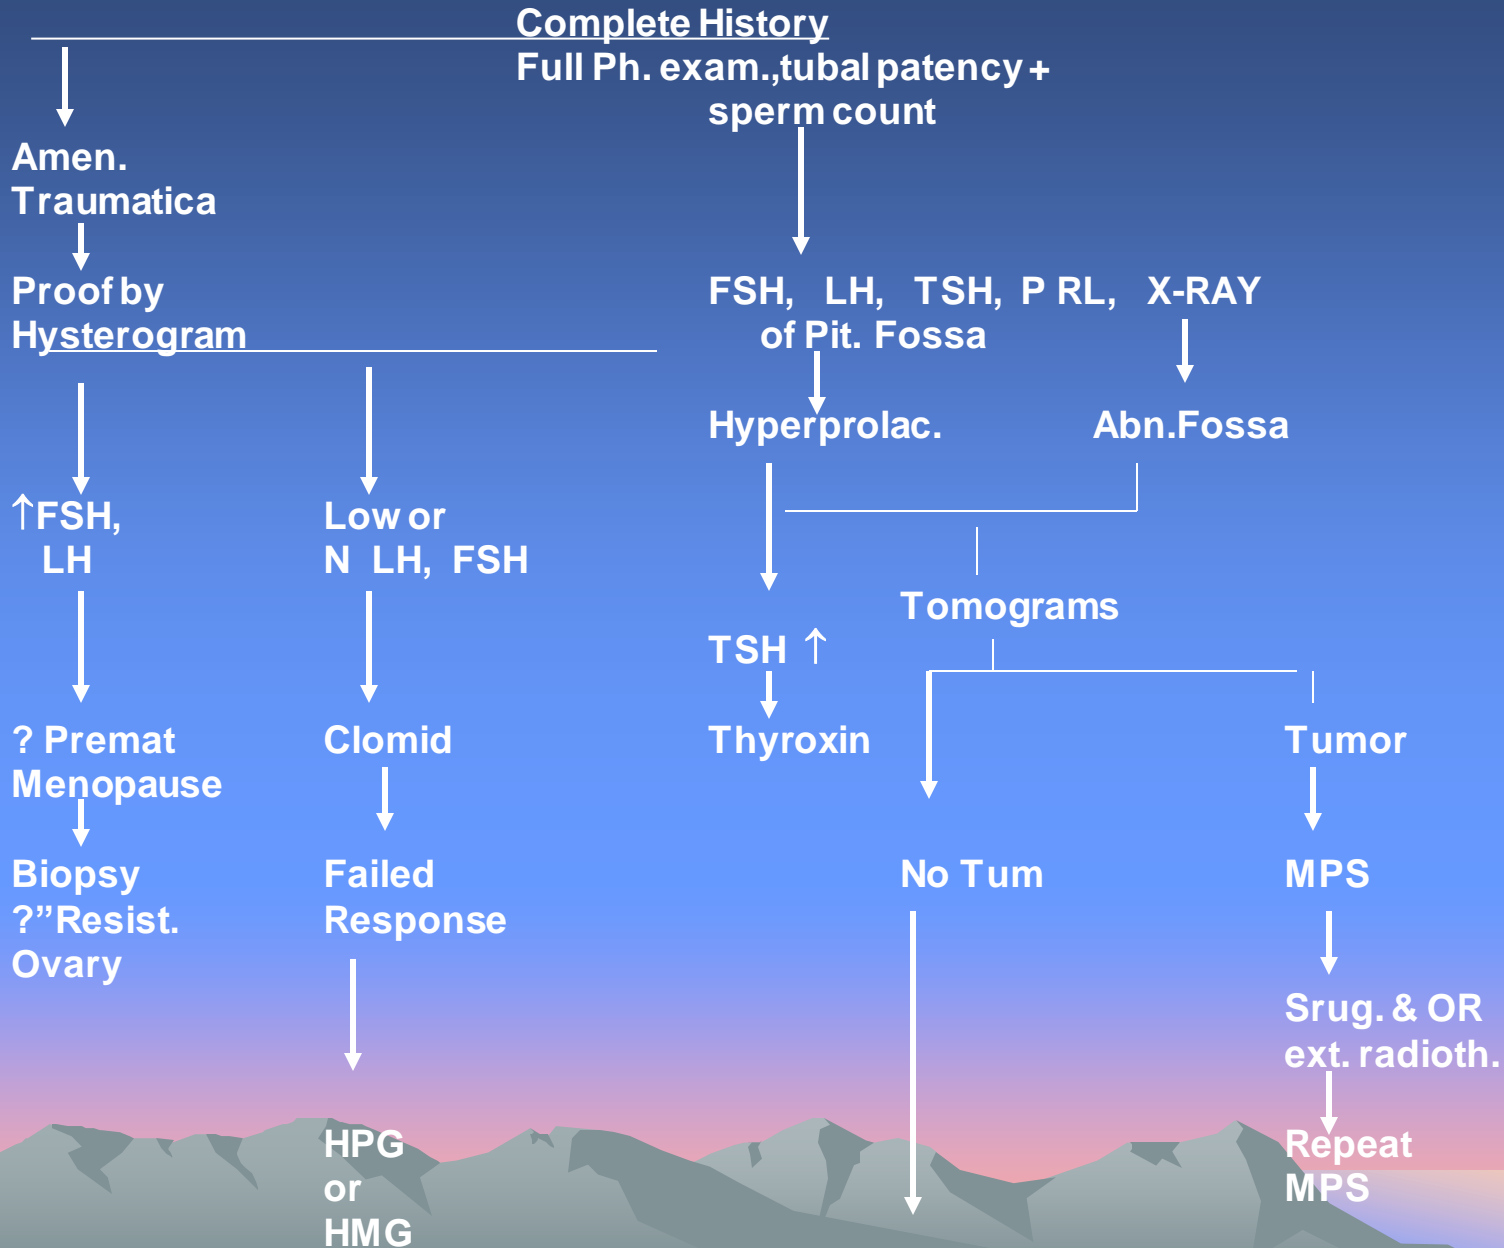 Complete History
Full Ph. exam.,tubal patency +
sperm count
Amen.
Traumatica
Proof by
Hysterogram
FSH, LH, TSH, P RL, X-RAY
of Pit. Fossa
Hyperprolac.
Abn.Fossa
↑FSH,
LH
Low or
N LH, FSH
Tomograms
TSH ↑
? Premat
Menopause
Clomid
Thyroxin
Tumor
Biopsy
?”Resist.
Ovary
Failed
Response
No Tum
MPS
Srug. & OR
ext. radioth.
HPG
or
HMG
Repeat
MPS